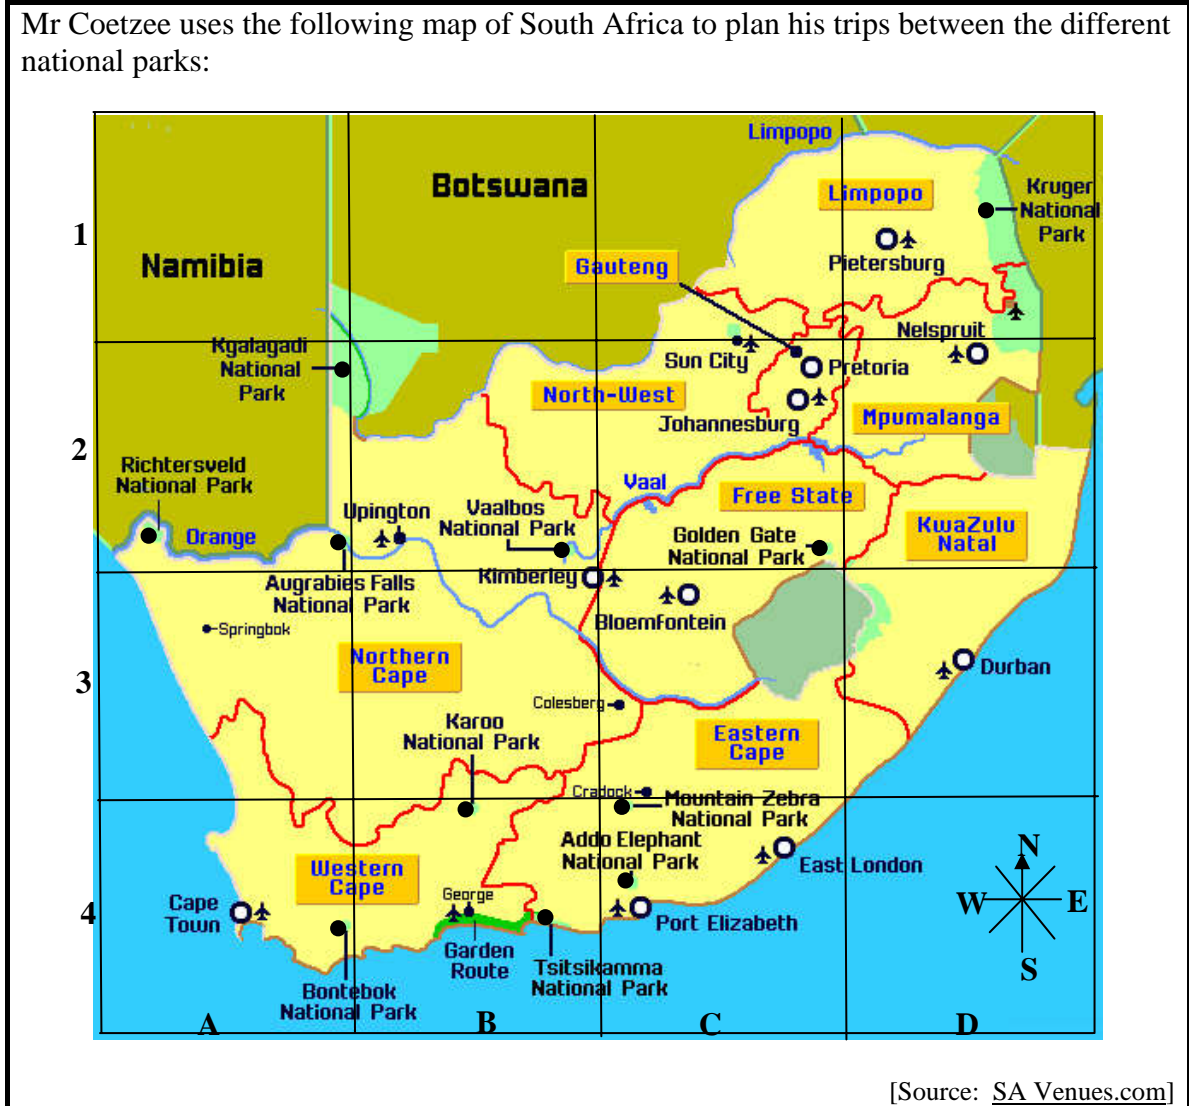 Mr Coetzee uses the following map of South Africa to plan his trips between the different
national parks:
Limpopo
Botswana
Limpopo
Kruger
National
Park
1
Pietersburg
Namibia
Gauteng
Nelspruit
Kgalagadi
National
Park
Sun City
Pretoria
North-West
Johannesburg
Mpumalanga
2
Richtersveld
National Park
Vaal
Free State
Upington
Vaalbos
National Park
Orange
Golden Gate
National Park
KwaZulu
Natal
Augrabies Falls
National Park
Kimberley
Bloemfontein
Springbok
Northern
Cape
Durban
3
Colesberg
Karoo
National Park
Eastern
Cape
Cradock
Mountain Zebra
National Park
Addo Elephant
National Park
N
Western
Cape
East London
Cape
Town
George
W
E
4
Port Elizabeth
Garden
Route
Tsitsikamma
National Park
S
Bontebok
National Park
A
B
C
D
[Source: SA Venues.com]